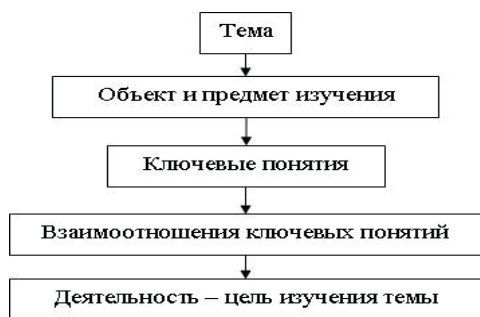 Тема
Объект и предмет изучения
Ключевые понятия
Взаимоотношения ключевых понятий
Деятельность – цель изучения темы